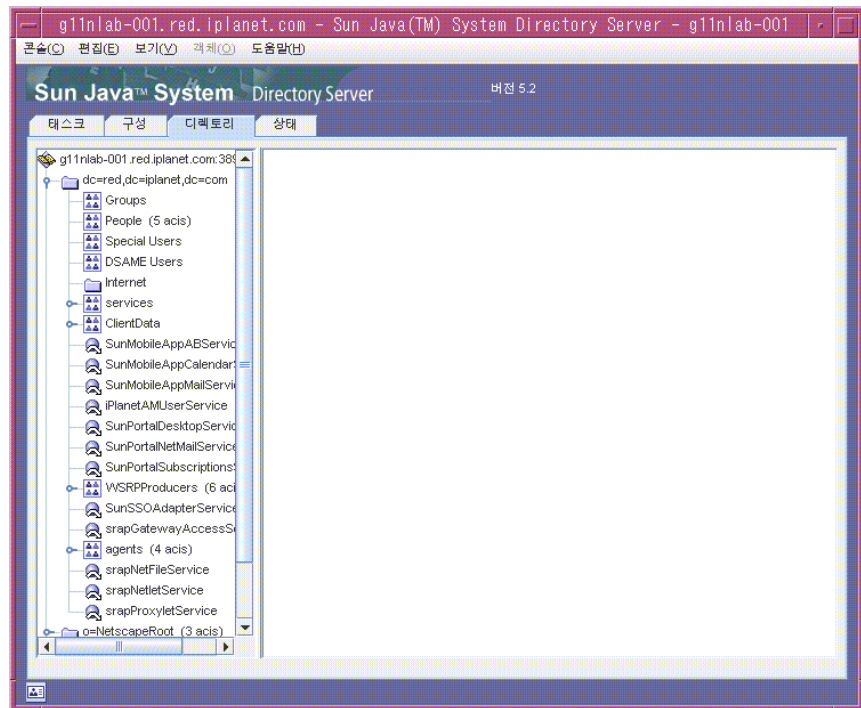 g11nlab-001.red.iplanet.com - Sun Java(TM) System Directory Server - g11nlab-001
콘솔(C) 편집(E) 보기(V) 객체(O) 도움말(H)
Sun Java™ System Directory Server 버전 5.2
태스크 구성 디렉토리 상태
g11nlab-001.red.iplanet.com:389
dc=red,dc=iplanet,dc=com
Groups
People (5 acis)
Special Users
DSAME Users
Internet
services
ClientData
SunMobileAppABServic
SunMobileAppCalendarS
SunMobileAppMailServi
iPlanetAMUserService
SunPortalDesktopServic
SunPortalNetMailService
SunPortalSubscriptionsS
WSRPProducers (6 aci
SunSSOAdapterService
srapGatewayAccessSe
agents (4 acis)
srapNetFileService
srapNetletService
srapProxyletService
o=NetscapeRoot (3 acis)